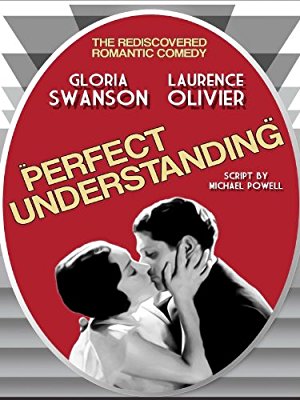 THE REDISCOVERED
ROMANTIC COMEDY
GLORIA LAURENCE
SWANSON OLIVIER
"PERFECT
UNDERSTANDING"
SCRIPT BY
MICHAEL POWELL